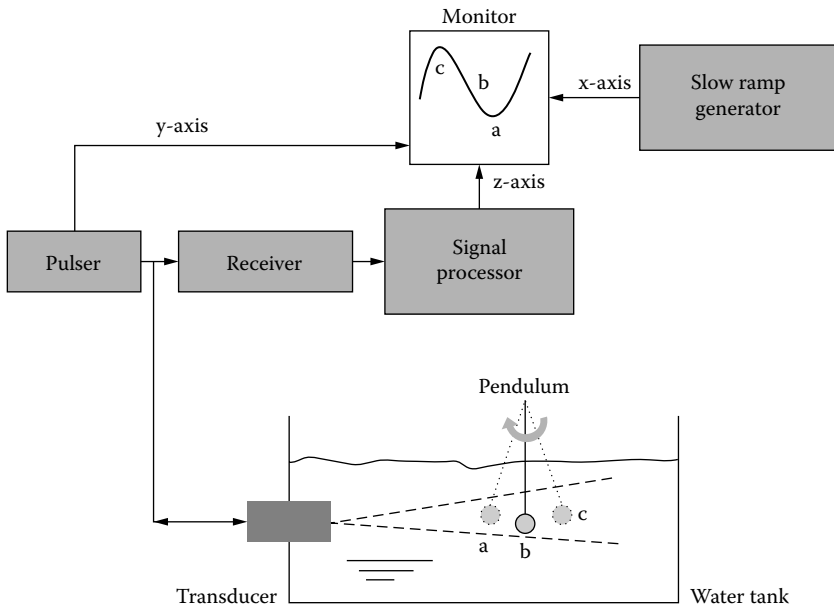 Monitor
c
b
a
x-axis
Slow ramp
generator
y-axis
z-axis
Pulser
Receiver
Signal
processor
Pendulum
a
b
c
Transducer
Water tank